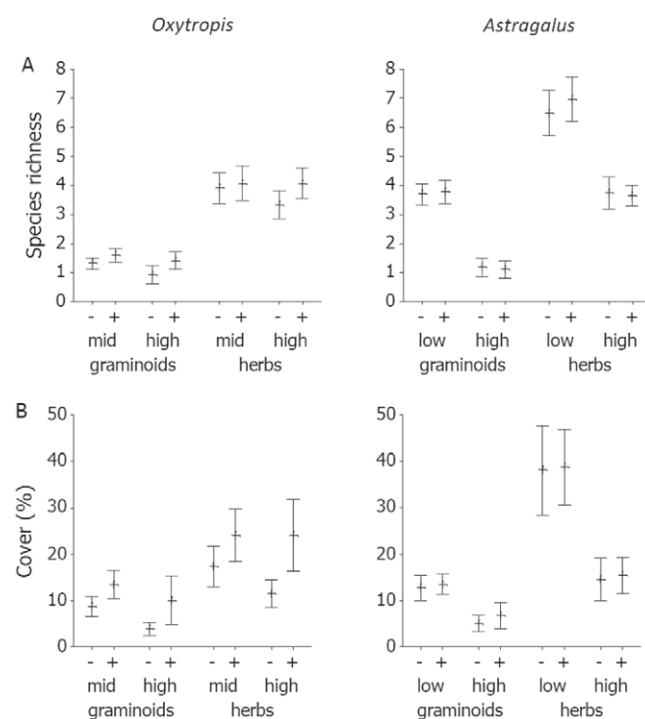 Oxytropis Astragalus
A
Species richness
8 8
7 7
6 6
5 5
4 4
3 3
2 2
1 1
0 0
- + - + - + - + - + - + - + - +
mid high mid high low high low high
graminoids herbs graminoids herbs
B
Cover (%)
50 50
40 40
30 30
20 20
10 10
0 0
- + - + - + - + - + - + - + - +
mid high mid high low high low high
graminoids herbs graminoids herbs